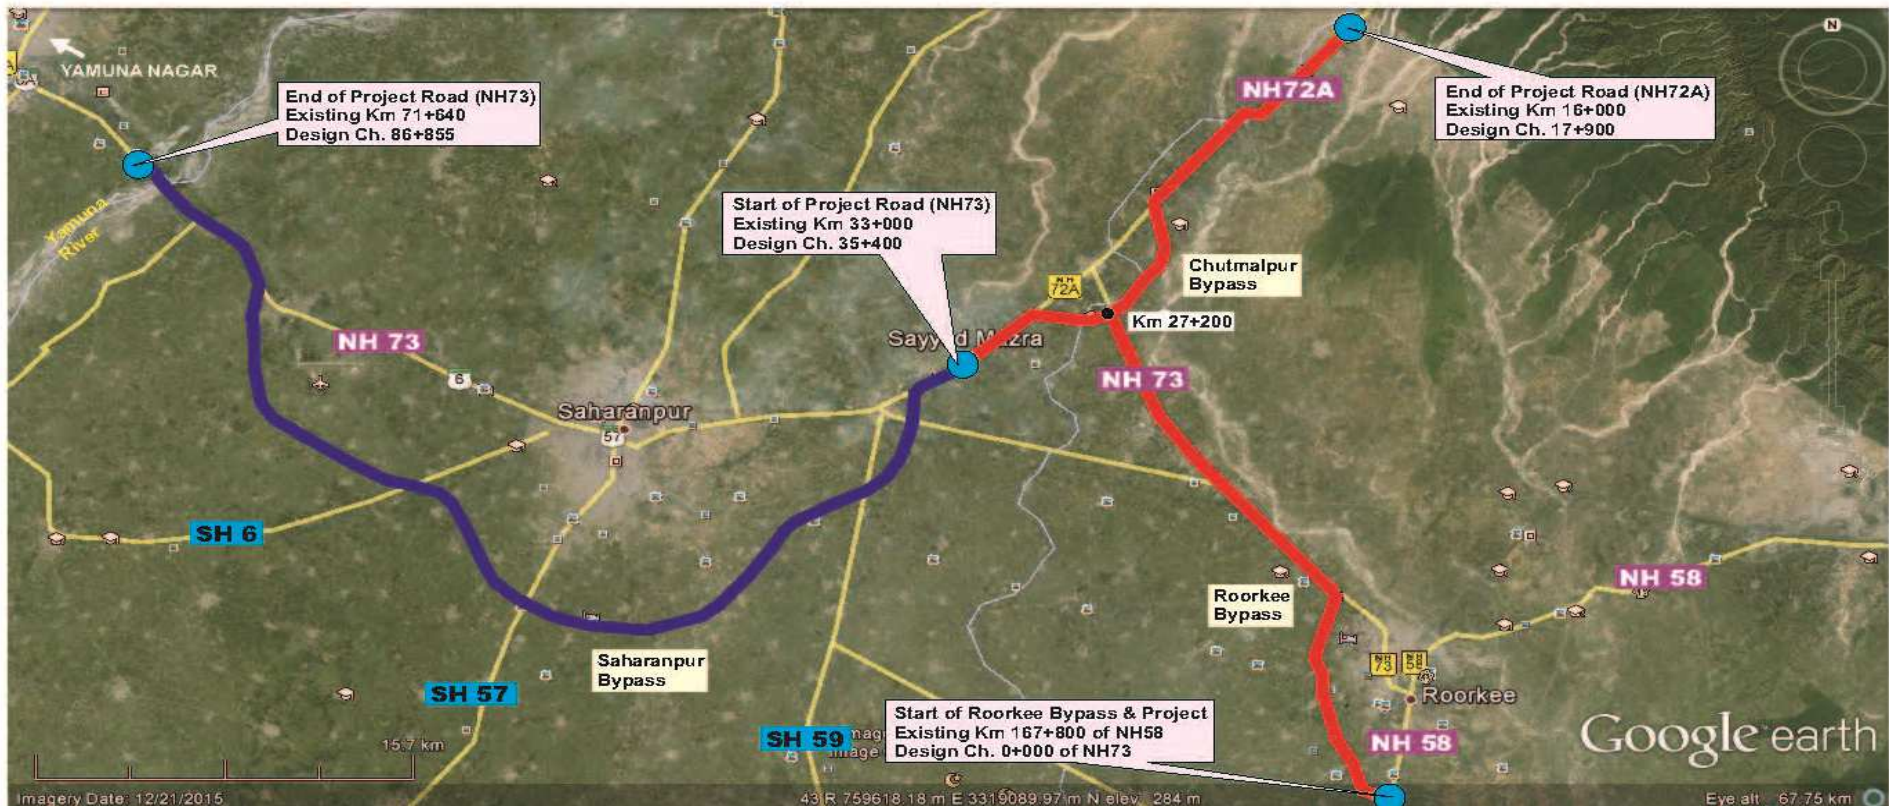 N
YAMUNA NAGAR
End of Project Road (NH73)
Existing Km 71+640
Design Ch. 86+855
NH72A
End of Project Road (NH72A)
Existing Km 16+000
Design Ch. 17+900
Yamuna
River
Start of Project Road (NH73)
Existing Km 33+000
Design Ch. 35+400
Chutmalpur
Bypass
NH
72A
Km 27+200
NH 73
Sayyed Mazra
NH 73
6
Saharanpur
57
SH 6
NH 58
Roorkee
Bypass
Saharanpur
Bypass
NH
73
Roorkee
SH 57
Start of Roorkee Bypass & Project
Existing Km 167+800 of NH58
Design Ch. 0+000 of NH73
SH 59
NH 58
Google earth
15.7 km
Imagery Date: 12/21/2015
43 R 759618.18 m E 3319089.97 m N elev 284 m
Eye alt 67.75 km